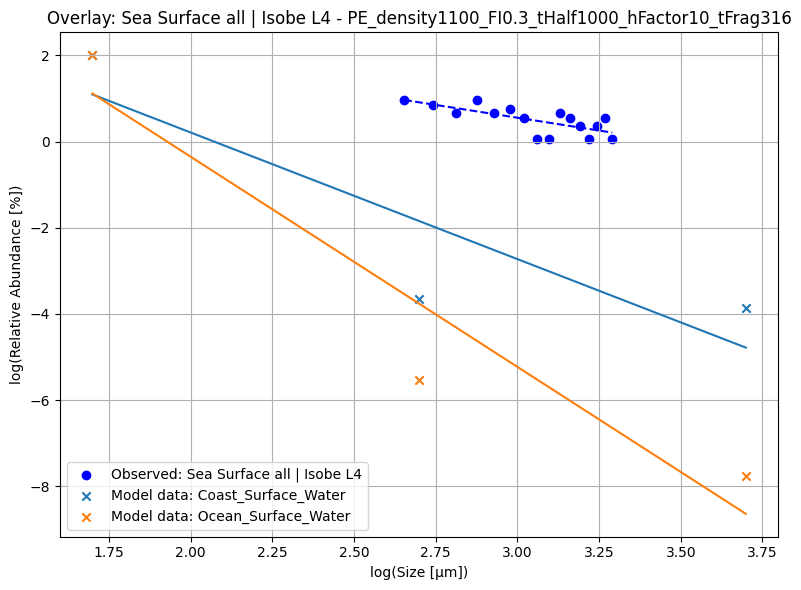 Overlay: Sea Surface all | Isobe L4 - PE_density1100_FI0.3_tHalf1000_hFactor10_tFrag316
log(Relative Abundance [%])
2
0
−2
−4
−6
−8
Observed: Sea Surface all | Isobe L4
Model data: Coast_Surface_Water
Model data: Ocean_Surface_Water
1.75 2.00 2.25 2.50 2.75 3.00 3.25 3.50 3.75
log(Size [μm])